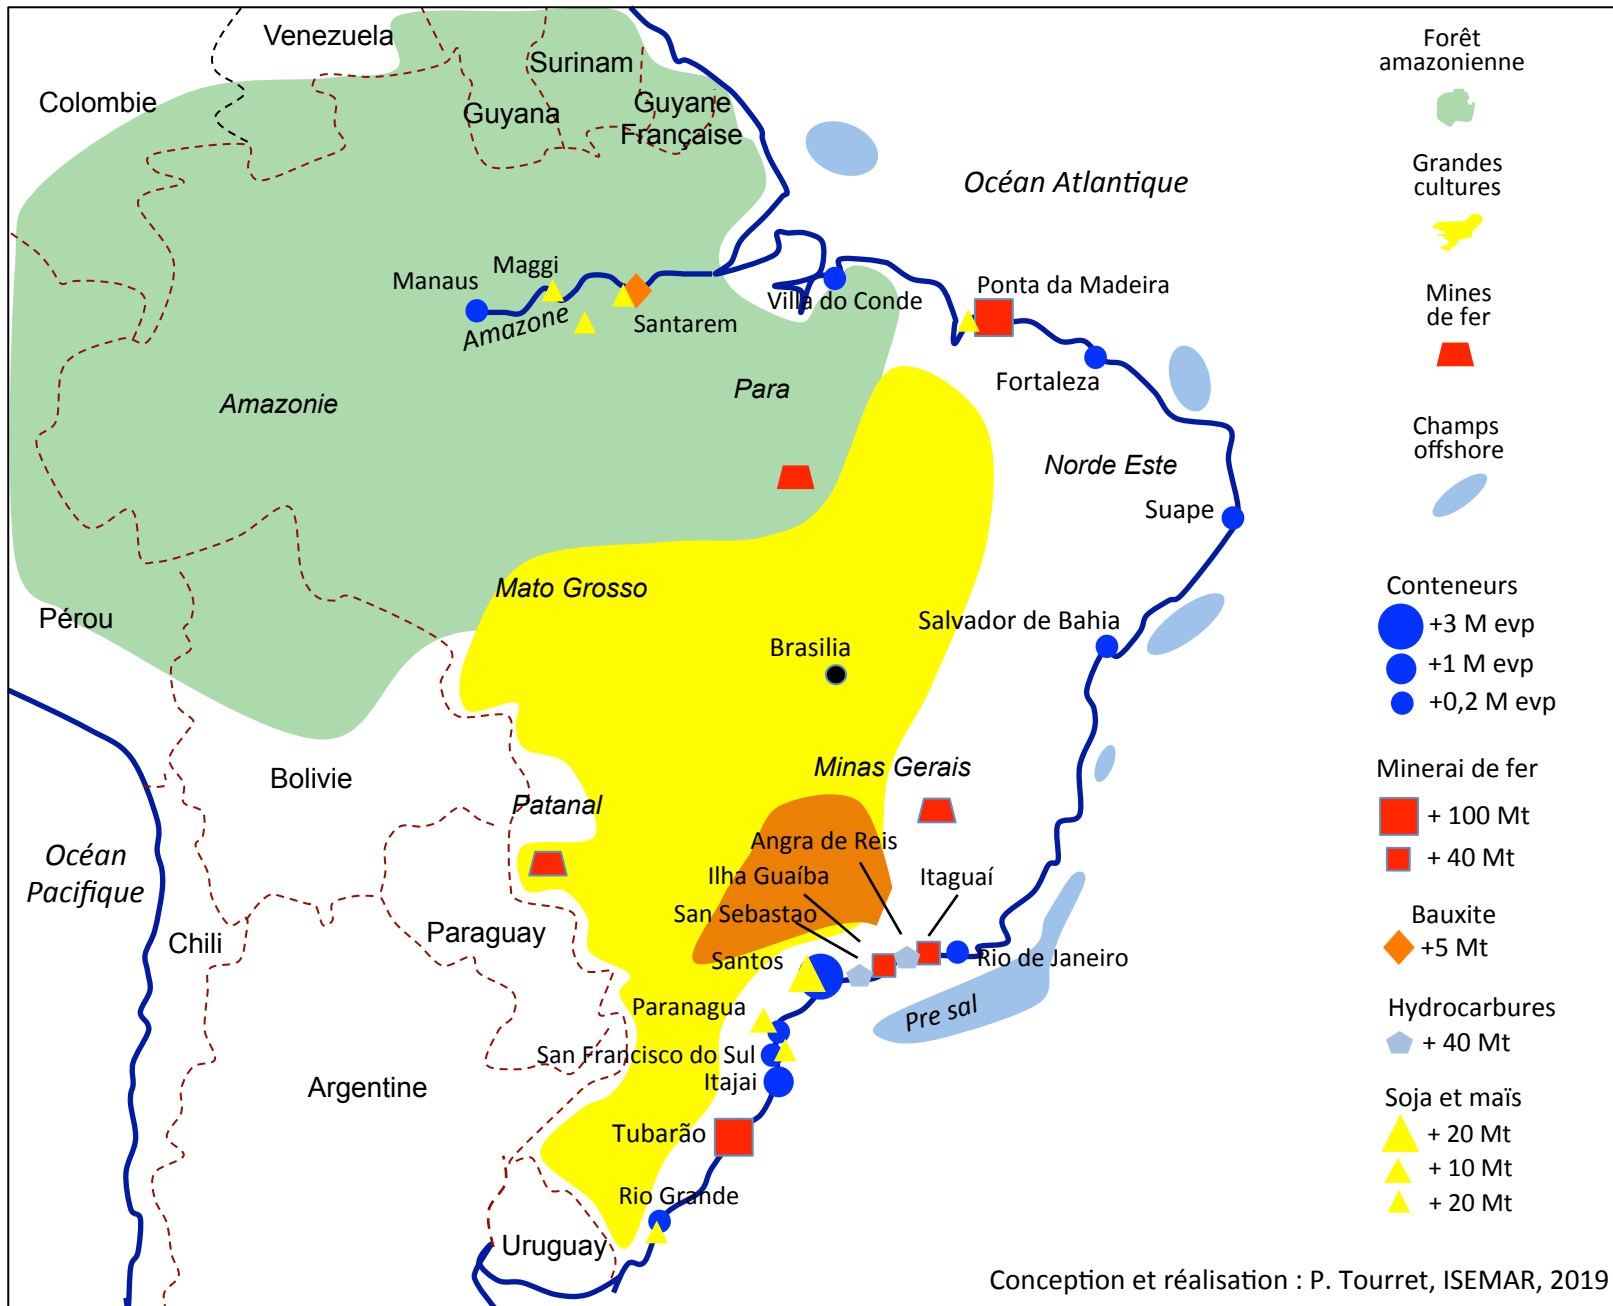 Venezuela
Surinam
Colombie
Guyana
Guyane
Française
Océan Atlantique
Manaus
Maggi
Amazone
Santarem
Villa do Conde
Ponta da Madeira
Fortaleza
Amazonie
Para
Norde Este
Suape
Mato Grosso
Pérou
Brasilia
Salvador de Bahia
Bolivie
Minas Gerais
Patanal
Océan
Pacifique
Angra de Reis
Ilha Guaíba
Itaguaí
San Sebastao
Chili
Paraguay
Santos
Rio de Janeiro
Pre sal
Paranagua
San Francisco do Sul
Itajai
Argentine
Tubarão
Rio Grande
Uruguay
Forêt
amazonienne
Grandes
cultures
Mines
de fer
Champs
offshore
Conteneurs
+3 M evp
+1 M evp
+0,2 M evp
Minerai de fer
+ 100 Mt
+ 40 Mt
Bauxite
+5 Mt
Hydrocarbures
+ 40 Mt
Soja et maïs
+ 20 Mt
+ 10 Mt
+ 20 Mt
Conception et réalisation : P. Tourret, ISEMAR, 2019